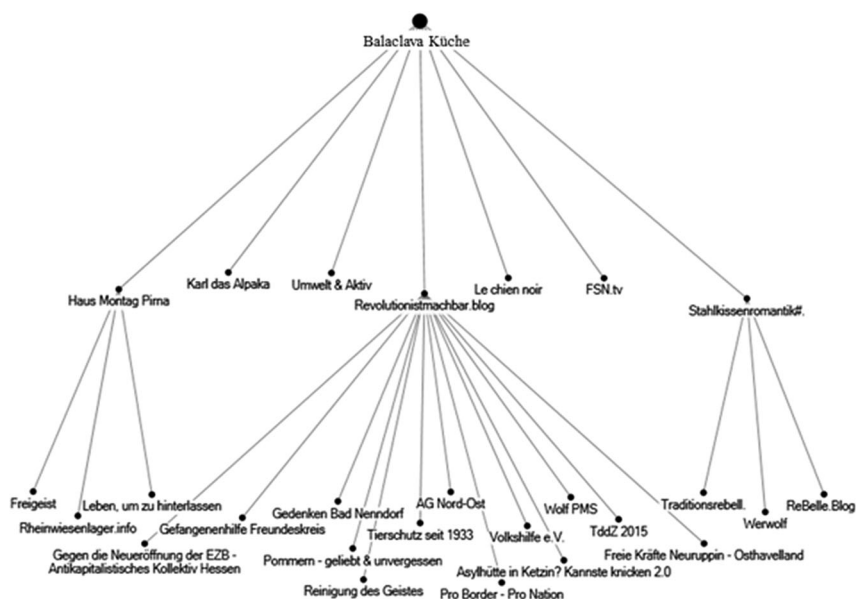 Balaclava Küche
Karl das Alpaka
Umwelt & Aktiv
Le chien noir
FSN.tv
Haus Montag Pirna
Revolutionistmachbar.blog
Stahlkissenromantik#.
Freigeist
Leben, um zu hinterlassen
Rheinwiesenlager.info
Gefangenenhilfe Freundeskreis
Gedenken Bad Nenndorf
AG Nord-Ost
Wolf PMS
Traditionsrebell.
ReBelle.Blog
Werwolf
Tierschutz seit 1933
Volkshilfe e.V.
TddZ 2015
Gegen die Neueröffnung der EZB -
Antikapitalistisches Kollektiv Hessen
Pommern - geliebt & unvergessen
Freie Kräfte Neuruppin - Osthavelland
Asylhütte in Ketzin? Kannste knicken 2.0
Reinigung des Geistes
Pro Border - Pro Nation